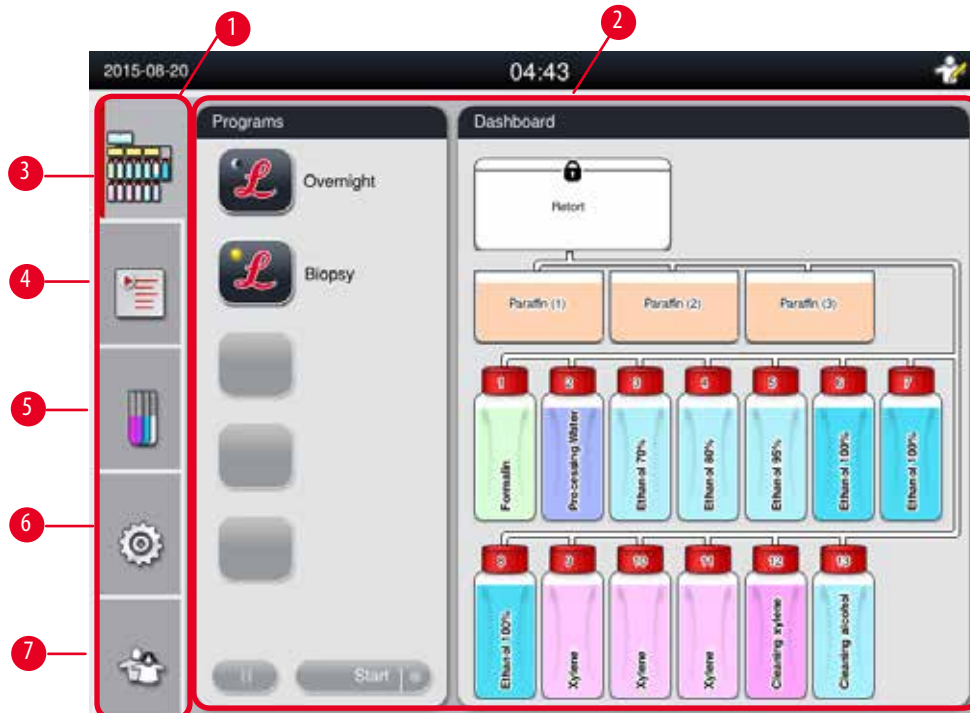 1
2
2015-08-20
04:43
3
4
5
6
7
Programs
L Overnight
L Biopsy
Start
Dashboard
Retort
Paraffin (1) Paraffin (2) Paraffin (3)
1 2 3 4 5 6 7
Formalin
Processing Water
Ethanol 70%
Ethanol 80%
Ethanol 95%
Ethanol 100%
Ethanol 100%
8 9 10 11 12 13
Ethanol 100%
Xylene
Xylene
Xylene
Cleaning xylene
Cleaning alcohol